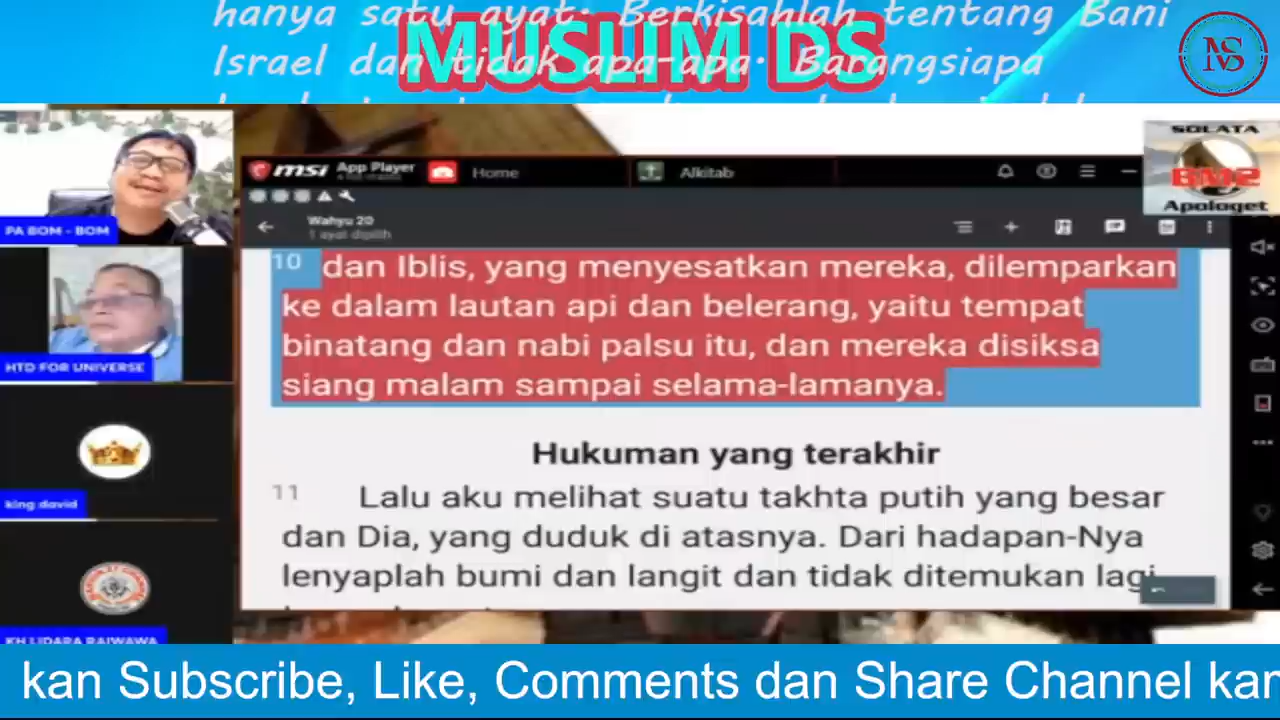 hanya satu ayat. Berkisahlah tentang Bani
Israel dan tidak apa-apa. Barangsiapa
MUSLIM DS
MS
SOLATA
BM2
Apologet
msi App Player
Home
Alkitab
Wahyu 20
1 ayat dipilih
10 dan Iblis, yang menyesatkan mereka, dilemparkan
ke dalam lautan api dan belerang, yaitu tempat
binatang dan nabi palsu itu, dan mereka disiksa
siang malam sampai selama-lamanya.
Hukuman yang terakhir
11 Lalu aku melihat suatu takhta putih yang besar
dan Dia, yang duduk di atasnya. Dari hadapan-Nya
lenyaplah bumi dan langit dan tidak ditemukan lagi
PA BOM - BOM
HTD FOR UNIVERSE
king david
KH LIDARA RAIWAWA
kan Subscribe, Like, Comments dan Share Channel kan